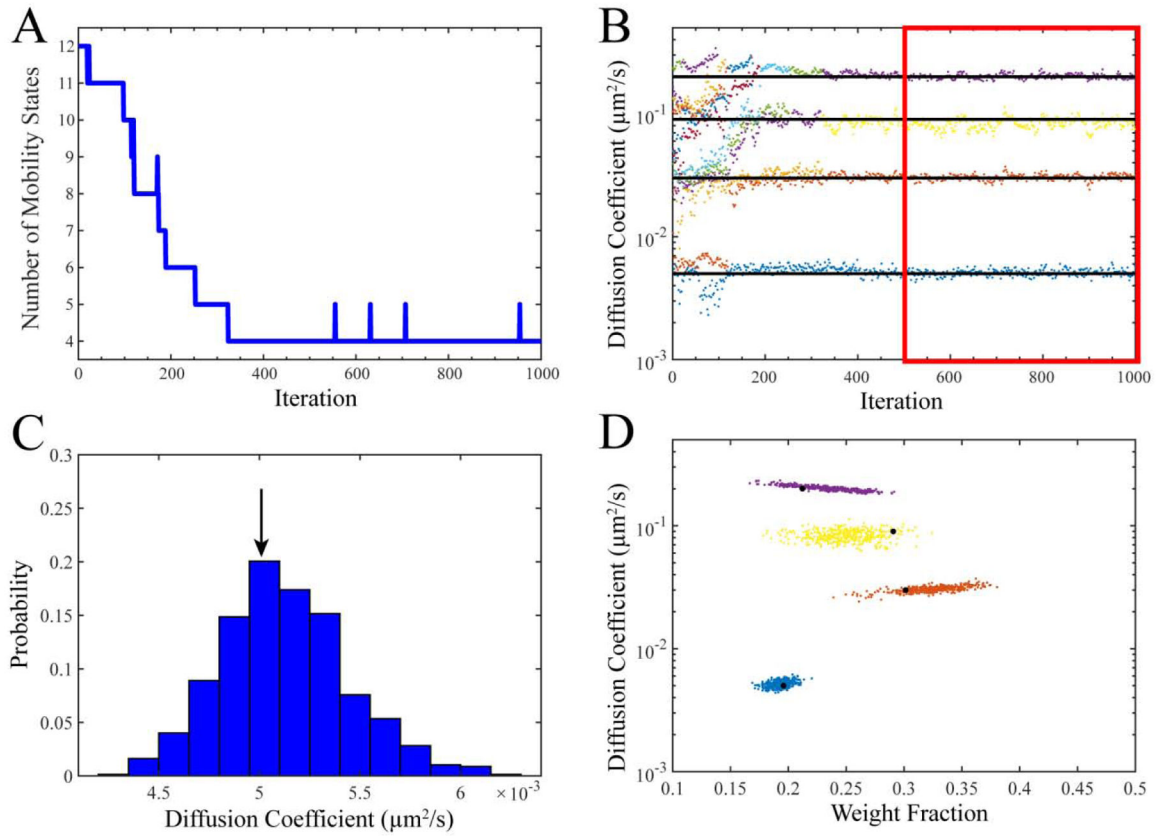 A
Number of Mobility States
12
11
10
9
8
7
6
5
4
0 200 400 600 800 1000
Iteration
B
Diffusion Coefficient (μm²/s)
10⁻¹
10⁻²
10⁻³
0 200 400 600 800 1000
Iteration
C
Probability
0.3
0.25
0.2
0.15
0.1
0.05
0
4.5 5 5.5 6 ×10⁻³
Diffusion Coefficient (μm²/s)
D
Diffusion Coefficient (μm²/s)
10⁻¹
10⁻²
10⁻³
0.1 0.15 0.2 0.25 0.3 0.35 0.4 0.45 0.5
Weight Fraction